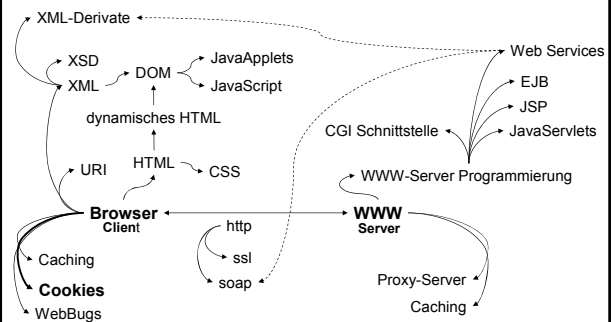 XML-Derivate
Web Services
XSD
JavaApplets
DOM
XML
JavaScript
EJB
JSP
dynamisches HTML
CGI Schnittstelle
JavaServlets
HTML
URI
CSS
WWW-Server Programmierung
Browser
Client
WWW
Server
http
ssl
Caching
soap
Proxy-Server
Cookies
Caching
WebBugs